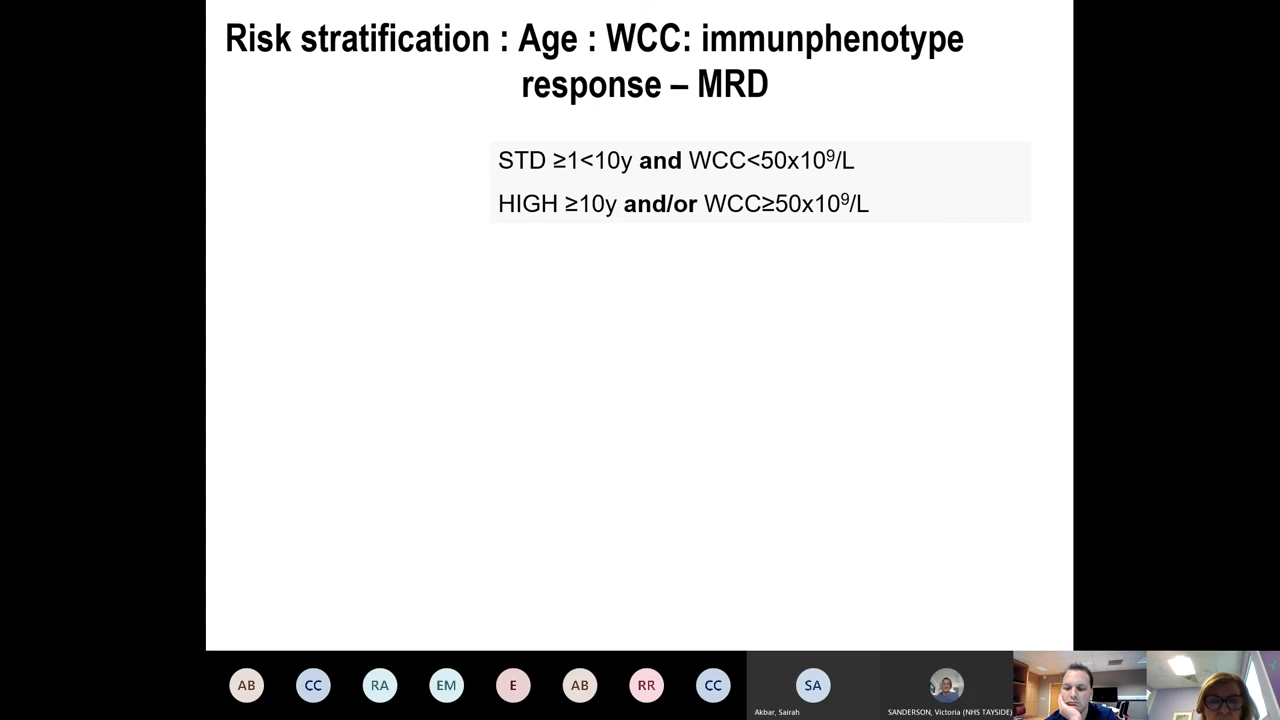 Risk stratification : Age : WCC: immunphenotype
response – MRD
STD ≥1<10y and WCC<50x10⁹/L
HIGH ≥10y and/or WCC≥50x10⁹/L
AB CC RA EM E AB RR CC SA
Akbar, Sairah SANDERSON, Victoria (NHS TAYSIDE)